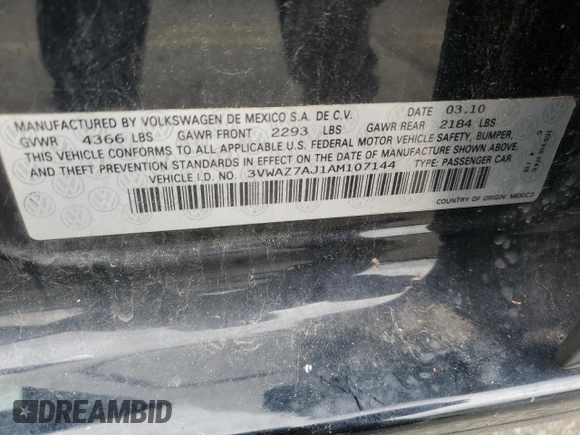 MANUFACTURED BY VOLKSWAGEN DE MEXICO S.A. DE C.V. DATE 03.10
GVWR 4366 LBS GAWR FRONT 2293 LBS GAWR REAR 2184 LBS
THIS VEHICLE CONFORMS TO ALL APPLICABLE FEDERAL MOTOR VEHICLE SAFETY, BUMPER,
AND THEFT PREVENTION STANDARDS IN EFFECT ON THE DATE OF MANUFACTURE SHOWN ABOVE.
VEHICLE I.D. NO. 3VWAZ7AJ1AM107144 TYPE: PASSENGER CAR
COUNTRY OF ORIGIN: MEXICO
DREAMBID